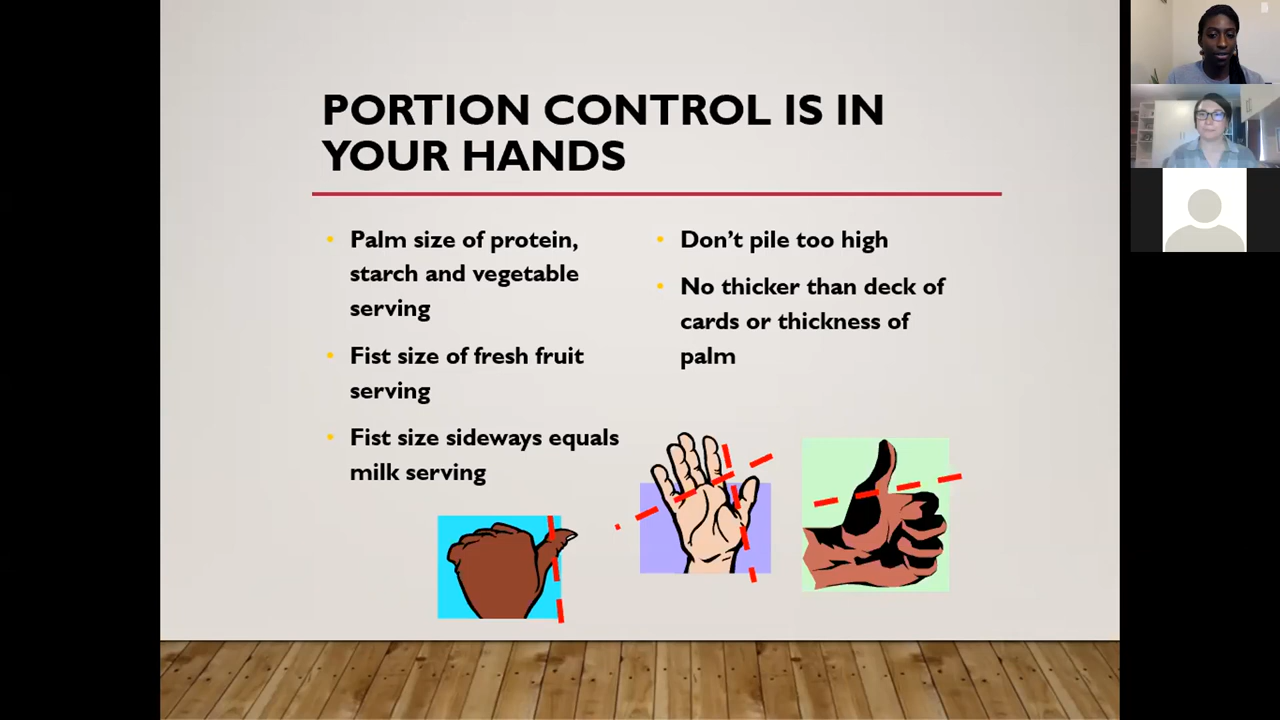 PORTION CONTROL IS IN
YOUR HANDS
Palm size of protein,
starch and vegetable
serving
Fist size of fresh fruit
serving
Fist size sideways equals
milk serving
Don’t pile too high
No thicker than deck of
cards or thickness of
palm